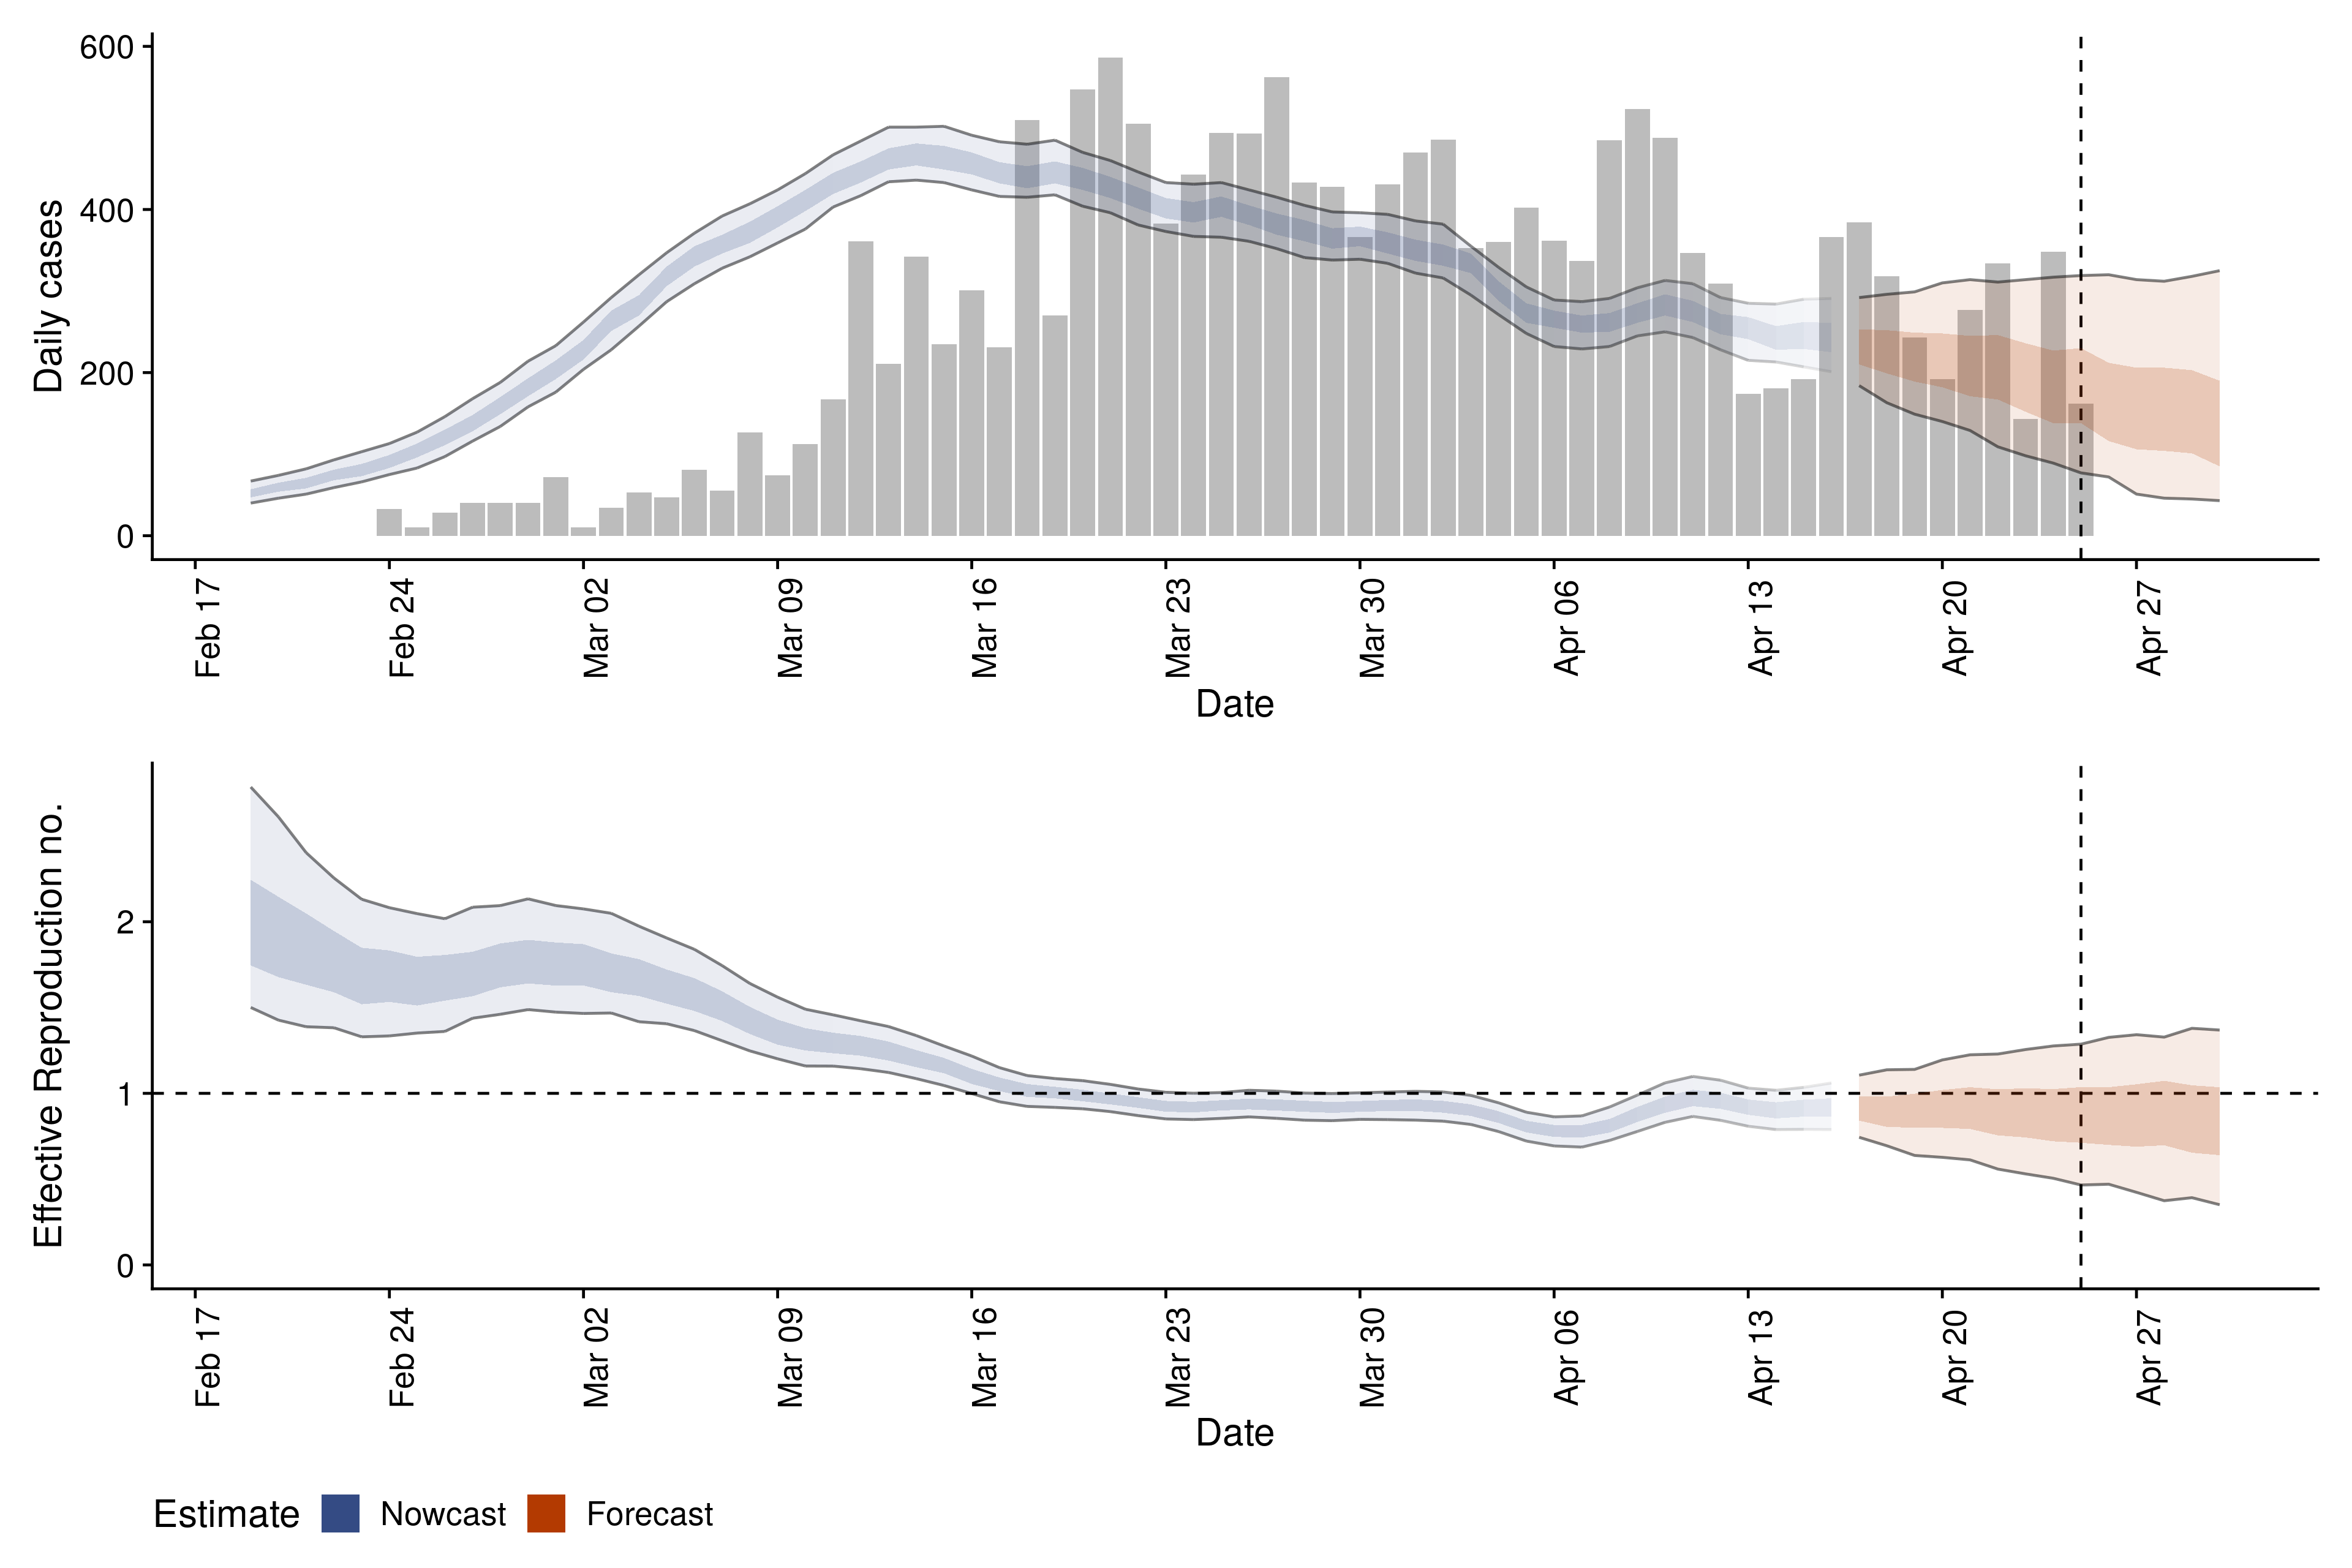 Daily cases
600
400
200
0
Feb 17
Feb 24
Mar 02
Mar 09
Mar 16
Mar 23
Mar 30
Apr 06
Apr 13
Apr 20
Apr 27
Date
Effective Reproduction no.
2
1
0
Feb 17
Feb 24
Mar 02
Mar 09
Mar 16
Mar 23
Mar 30
Apr 06
Apr 13
Apr 20
Apr 27
Date
Estimate Nowcast Forecast